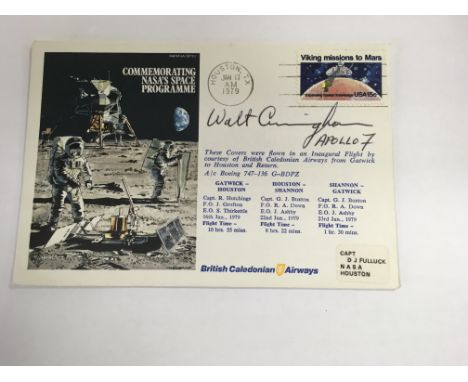 COMMEMORATING
NASA'S SPACE
PROGRAMME
HOUSTON, TX
AM
1979
Viking missions to Mars
USA 15c
Walt Cunningham
APOLLO 7
These Covers were flown in an Inaugural Flight by
courtesy of British Caledonian Airways from Gatwick
to Houston and Return.
A/c Boeing 747-136 G-BDPZ
GATWICK - HOUSTON
Capt. R. Hutchings
F.O. J. Grafton
E.O. S. Thirkettle
16th Jan., 1979
Flight Time -
10 hrs. 25 mins.
HOUSTON - SHANNON
Capt. G. J. Buxton
F.O. R. A. Down
E.O. J. Ashby
22nd Jan., 1979
Flight Time -
8 hrs. 22 mins.
SHANNON - GATWICK
Capt. G. J. Buxton
F.O. R. A. Down
E.O. J. Ashby
23rd Jan., 1979
Flight Time -
1 hr. 30 mins.
British Caledonian Airways
CAPT
D J FULLUCK
NASA
HOUSTON